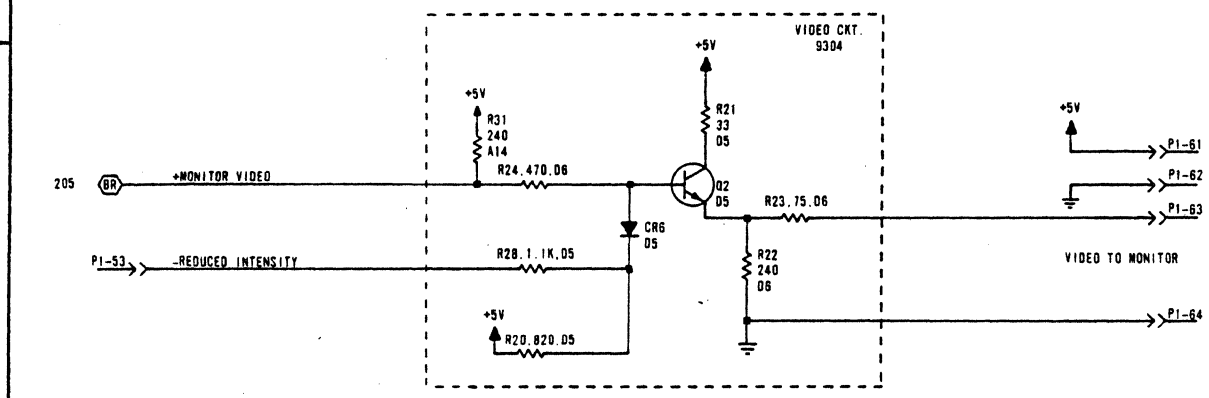 VIDEO CKT.
9304
+5V
+5V
R31
240
A14
R21
33
D5
+5V
P1-61
R24,470,D6
205
BR
+MONITOR VIDEO
Q2
D5
P1-62
R23,75,D6
P1-63
CR6
D5
R28,1.1K,D5
P1-53
-REDUCED INTENSITY
R22
240
D6
VIDEO TO MONITOR
+5V
R20,820,D5
P1-64